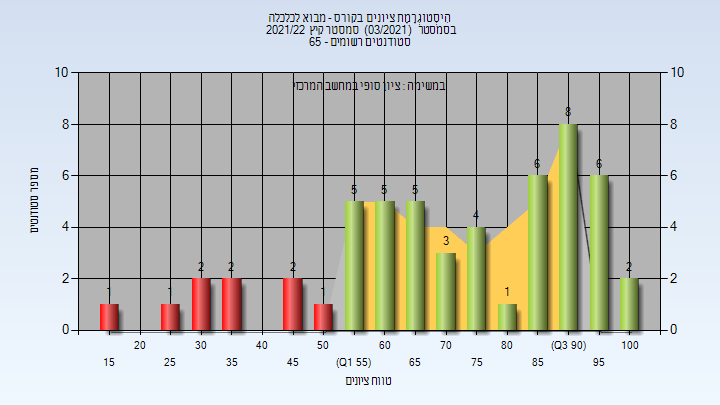 הִיסְטוֹגְרָמַת ציונים בקורס - מבוא לכלכלה
בסמסטר (03/2021) סמסטר קיץ 2021/22
סטודנטים רשומים - 65
במשימה : ציון סופי במחשב המרכזי
10 10
8 8
6 6
4 4
2 2
0 0
1 1 2 2 2 1 5 5 5 3 4 1 6 8 6 2
20 30 40 50 60 70 80 (Q3 90) 100
15 25 35 45 (Q1 55) 65 75 85 95
טווח ציונים
מספר סטודנטים